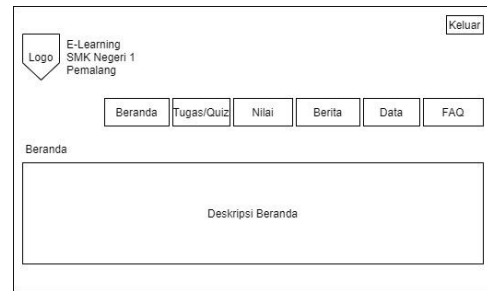 Keluar
Logo
E-Learning
SMK Negeri 1
Pemalang
Beranda Tugas/Quiz Nilai Berita Data FAQ
Beranda
Deskripsi Beranda